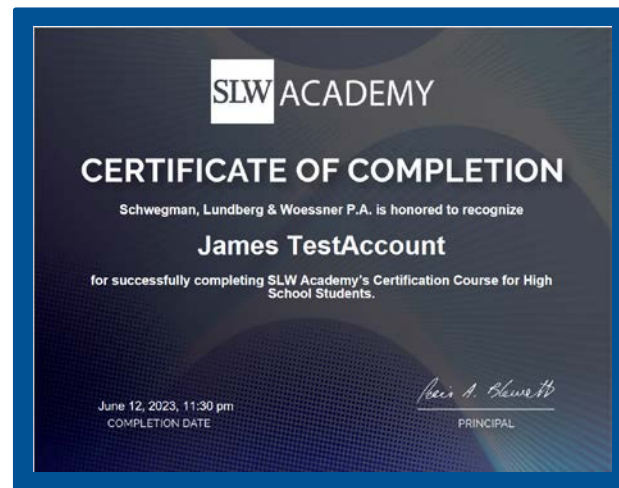 SLW ACADEMY
CERTIFICATE OF COMPLETION
Schwegman, Lundberg & Woessner P.A. is honored to recognize
James TestAccount
for successfully completing SLW Academy's Certification Course for High
School Students.
A. Blewett
June 12, 2023, 11:30 pm
COMPLETION DATE
PRINCIPAL